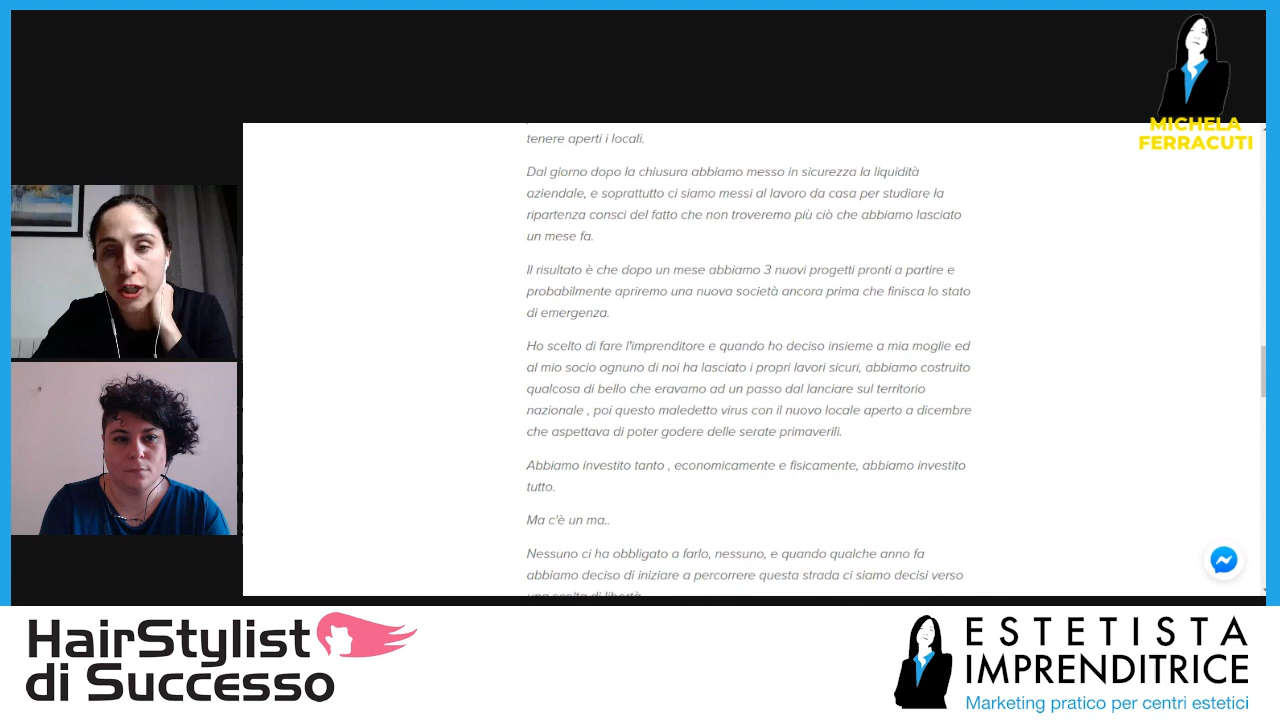 MICHELA
FERRACUTI
tenere aperti i locali.
Dal giorno dopo la chiusura abbiamo messo in sicurezza la liquidità
aziendale, e soprattutto ci siamo messi al lavoro da casa per studiare la
ripartenza consci del fatto che non troveremo più ciò che abbiamo lasciato
un mese fa.
Il risultato è che dopo un mese abbiamo 3 nuovi progetti pronti a partire e
probabilmente apriremo una nuova società ancora prima che finisca lo stato
di emergenza.
Ho scelto di fare l'imprenditore e quando ho deciso insieme a mia moglie ed
al mio socio ognuno di noi ha lasciato i propri lavori sicuri, abbiamo costruito
qualcosa di bello che eravamo ad un passo dal lanciare sul territorio
nazionale , poi questo maledetto virus con il nuovo locale aperto a dicembre
che aspettava di poter godere delle serate primaverili.
Abbiamo investito tanto , economicamente e fisicamente, abbiamo investito
tutto.
Ma c'è un ma..
Nessuno ci ha obbligato a farlo, nessuno, e quando qualche anno fa
abbiamo deciso di iniziare a percorrere questa strada ci siamo decisi verso
una scelta di libertà
HairStylist
di Successo
ESTETISTA
IMPRENDITRICE
Marketing pratico per centri estetici